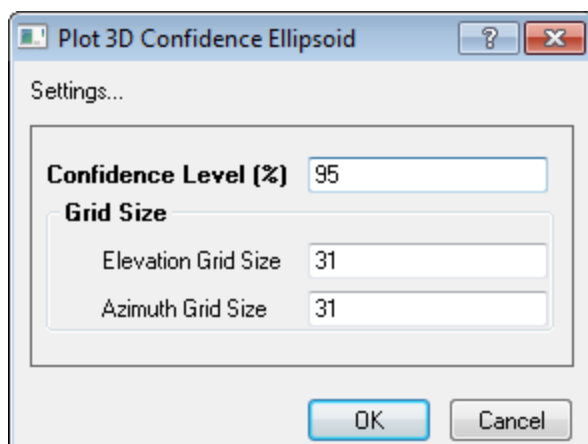 Plot 3D Confidence Ellipsoid
Settings...
Confidence Level (%) 95
Grid Size
Elevation Grid Size 31
Azimuth Grid Size 31
OK Cancel